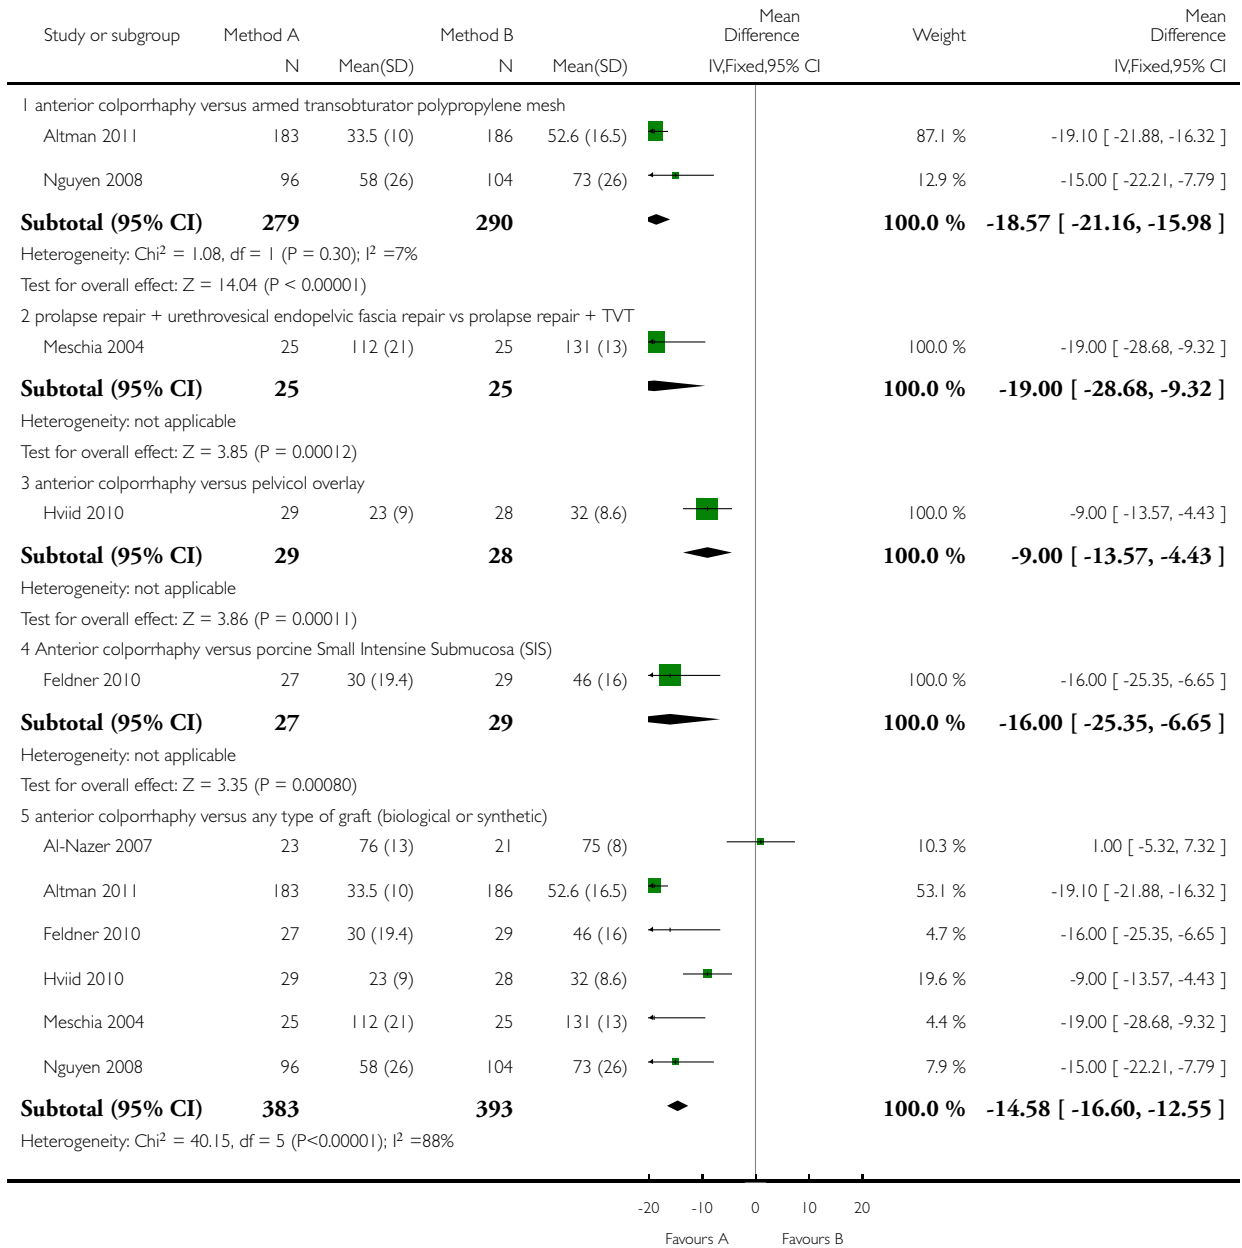 Study or subgroup Method A Method B Mean Difference Weight Mean Difference
N Mean(SD) N Mean(SD) IV,Fixed,95% CI IV,Fixed,95% CI
1 anterior colporrhaphy versus armed transobturator polypropylene mesh
Altman 2011 183 33.5 (10) 186 52.6 (16.5) 87.1 % -19.10 [ -21.88, -16.32 ]
Nguyen 2008 96 58 (26) 104 73 (26) 12.9 % -15.00 [ -22.21, -7.79 ]
Subtotal (95% CI) 279 290 100.0 % -18.57 [ -21.16, -15.98 ]
Heterogeneity: Chi² = 1.08, df = 1 (P = 0.30); I² =7%
Test for overall effect: Z = 14.04 (P < 0.00001)
2 prolapse repair + urethrovesical endopelvic fascia repair vs prolapse repair + TVT
Meschia 2004 25 112 (21) 25 131 (13) 100.0 % -19.00 [ -28.68, -9.32 ]
Subtotal (95% CI) 25 25 100.0 % -19.00 [ -28.68, -9.32 ]
Heterogeneity: not applicable
Test for overall effect: Z = 3.85 (P = 0.00012)
3 anterior colporrhaphy versus pelvicol overlay
Hviid 2010 29 23 (9) 28 32 (8.6) 100.0 % -9.00 [ -13.57, -4.43 ]
Subtotal (95% CI) 29 28 100.0 % -9.00 [ -13.57, -4.43 ]
Heterogeneity: not applicable
Test for overall effect: Z = 3.86 (P = 0.00011)
4 Anterior colporrhaphy versus porcine Small Intensine Submucosa (SIS)
Feldner 2010 27 30 (19.4) 29 46 (16) 100.0 % -16.00 [ -25.35, -6.65 ]
Subtotal (95% CI) 27 29 100.0 % -16.00 [ -25.35, -6.65 ]
Heterogeneity: not applicable
Test for overall effect: Z = 3.35 (P = 0.00080)
5 anterior colporrhaphy versus any type of graft (biological or synthetic)
Al-Nazer 2007 23 76 (13) 21 75 (8) 10.3 % 1.00 [ -5.32, 7.32 ]
Altman 2011 183 33.5 (10) 186 52.6 (16.5) 53.1 % -19.10 [ -21.88, -16.32 ]
Feldner 2010 27 30 (19.4) 29 46 (16) 4.7 % -16.00 [ -25.35, -6.65 ]
Hviid 2010 29 23 (9) 28 32 (8.6) 19.6 % -9.00 [ -13.57, -4.43 ]
Meschia 2004 25 112 (21) 25 131 (13) 4.4 % -19.00 [ -28.68, -9.32 ]
Nguyen 2008 96 58 (26) 104 73 (26) 7.9 % -15.00 [ -22.21, -7.79 ]
Subtotal (95% CI) 383 393 100.0 % -14.58 [ -16.60, -12.55 ]
Heterogeneity: Chi² = 40.15, df = 5 (P<0.00001); I² =88%
-20 -10 0 10 20
Favours A Favours B